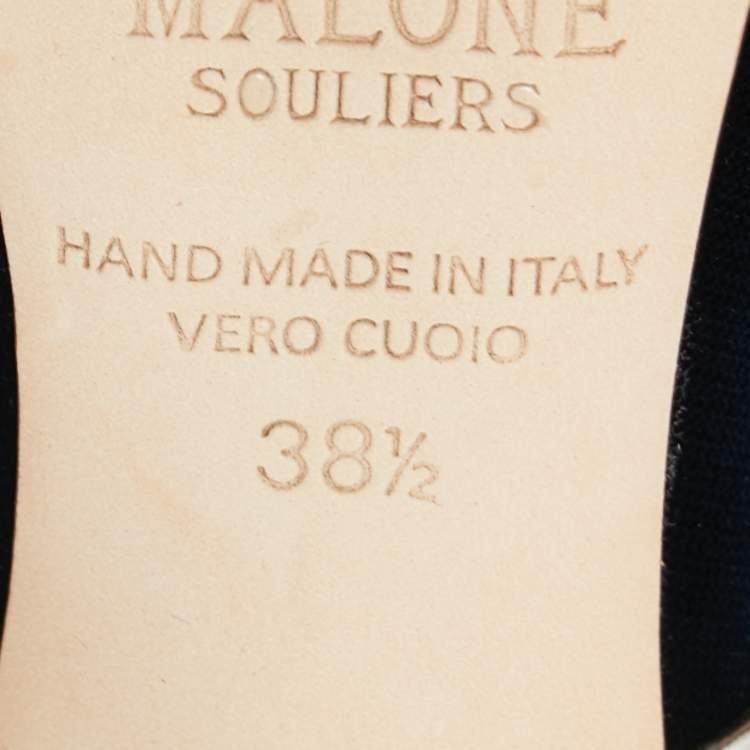 MALONE
SOULIERS
HAND MADE IN ITALY
VERO CUOIO
38½